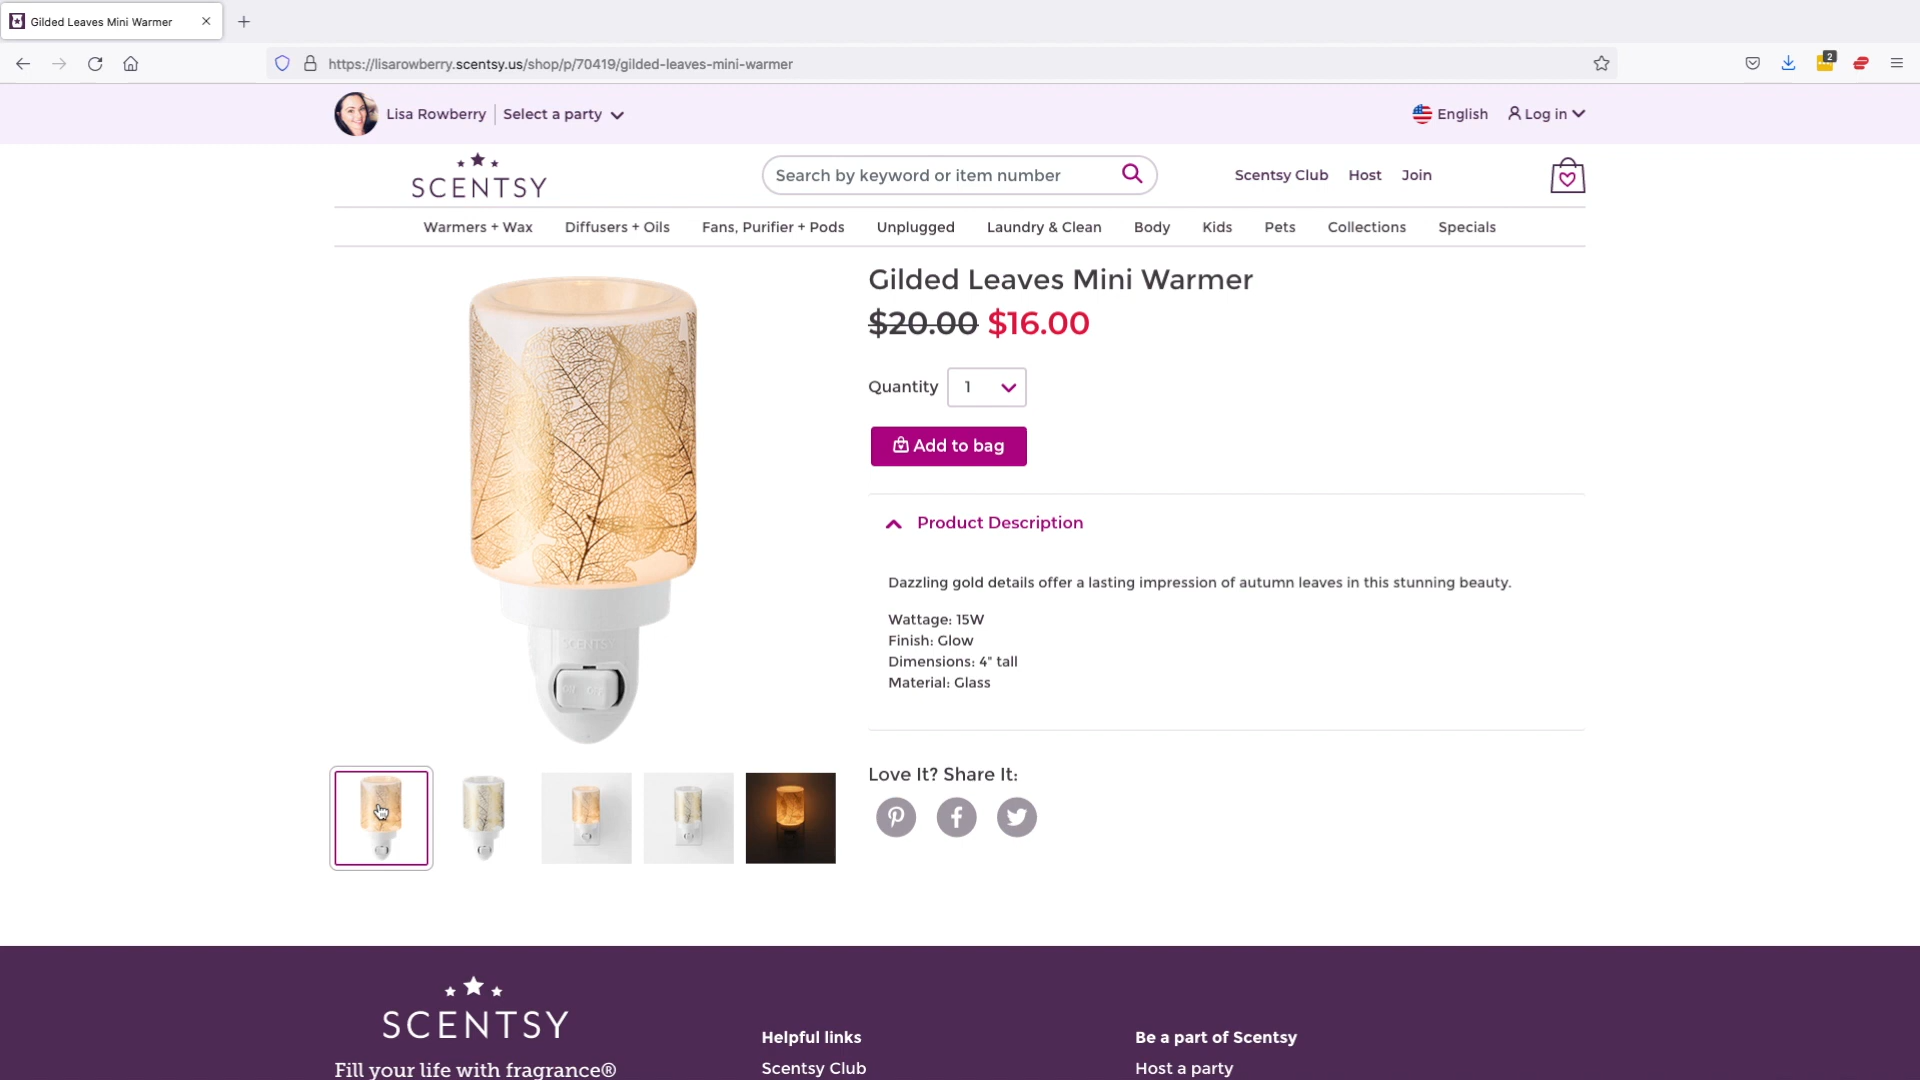 Gilded Leaves Mini Warmer
https://lisarowberry.scentsy.us/shop/p/70419/gilded-leaves-mini-warmer
2
Lisa Rowberry
Select a party
English
Log in
SCENTSY
Search by keyword or item number
Scentsy Club
Host
Join
Warmers + Wax
Diffusers + Oils
Fans, Purifier + Pods
Unplugged
Laundry & Clean
Body
Kids
Pets
Collections
Specials
Gilded Leaves Mini Warmer
$20.00 $16.00
Quantity 1
Add to bag
Product Description
Dazzling gold details offer a lasting impression of autumn leaves in this stunning beauty.
Wattage: 15W
Finish: Glow
Dimensions: 4" tall
Material: Glass
SCENTSY
Love It? Share It:
SCENTSY
Fill your life with fragrance®
Helpful links
Scentsy Club
Be a part of Scentsy
Host a party